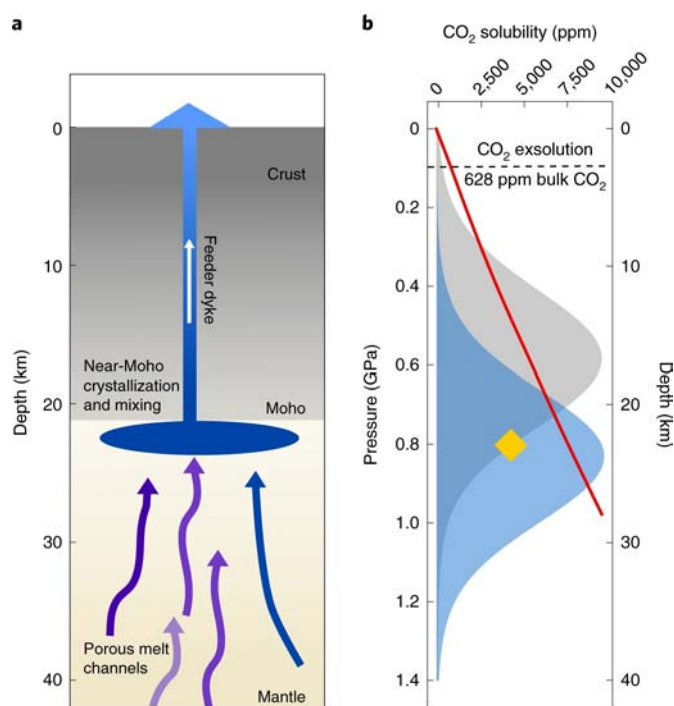 a
0
10
20
30
40
Depth (km)
Crust
Feeder dyke
Near-Moho
crystallization
and mixing
Moho
Porous melt
channels
Mantle
b
CO2 solubility (ppm)
0
2,500
5,000
7,500
10,000
0
0.2
0.4
0.6
0.8
1.0
1.2
1.4
Pressure (GPa)
CO2 exsolution
628 ppm bulk CO2
0
10
20
30
40
Depth (km)